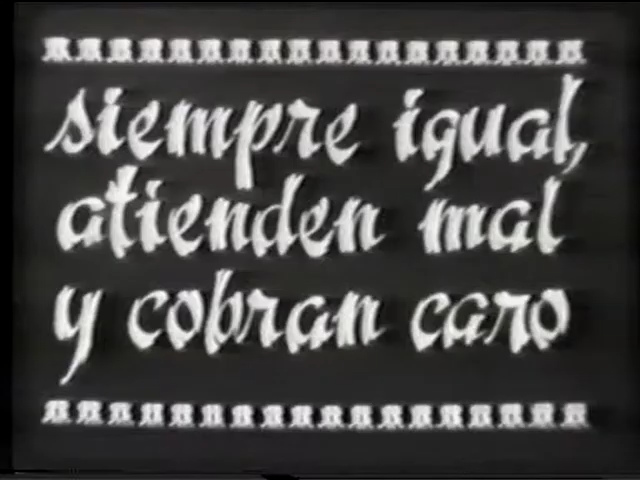 siempre igual,
atienden mal
y cobran caro